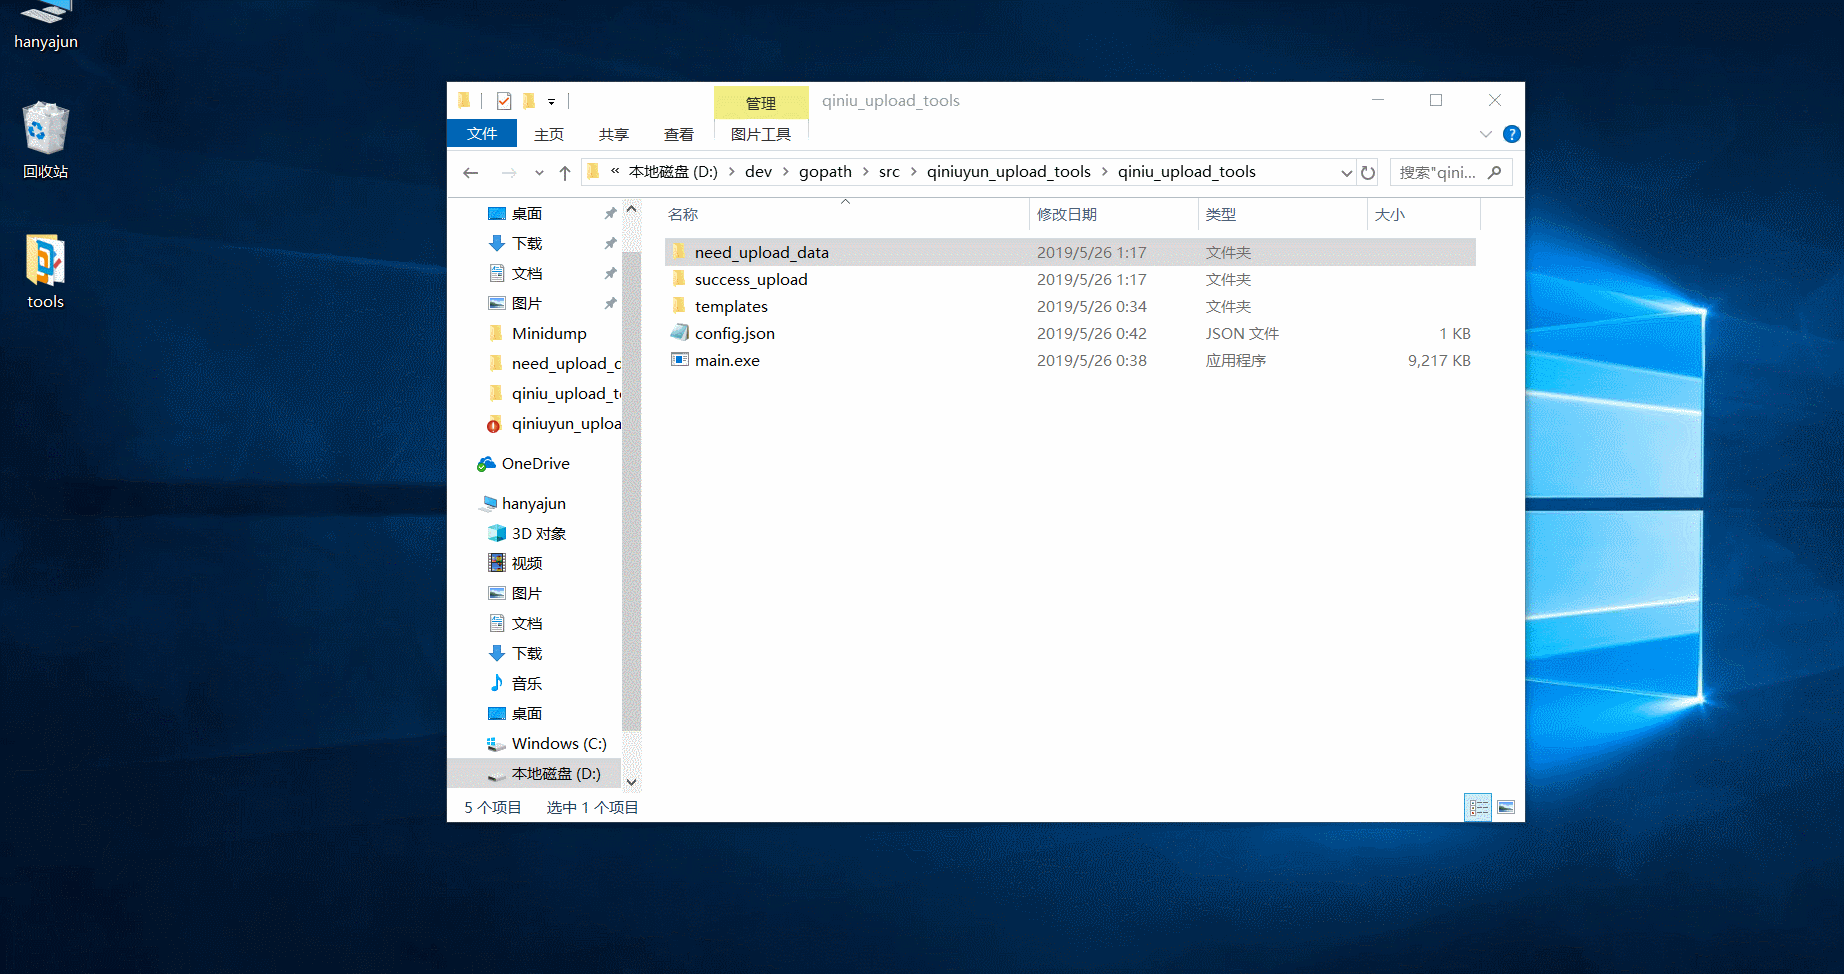 hanyajun
回收站
tools
管理
qiniu_upload_tools
文件 主页 共享 查看 图片工具
« 本地磁盘 (D:) > dev > gopath > src > qiniuyun_upload_tools > qiniu_upload_tools
搜索"qini...
桌面
下载
文档
图片
Minidump
need_upload_d
qiniu_upload_to
qiniuyun_uploa
OneDrive
hanyajun
3D 对象
视频
图片
文档
下载
音乐
桌面
Windows (C:)
本地磁盘 (D:)
名称 修改日期 类型 大小
need_upload_data 2019/5/26 1:17 文件夹
success_upload 2019/5/26 1:17 文件夹
templates 2019/5/26 0:34 文件夹
config.json 2019/5/26 0:42 JSON 文件 1 KB
main.exe 2019/5/26 0:38 应用程序 9,217 KB
5 个项目 选中 1 个项目